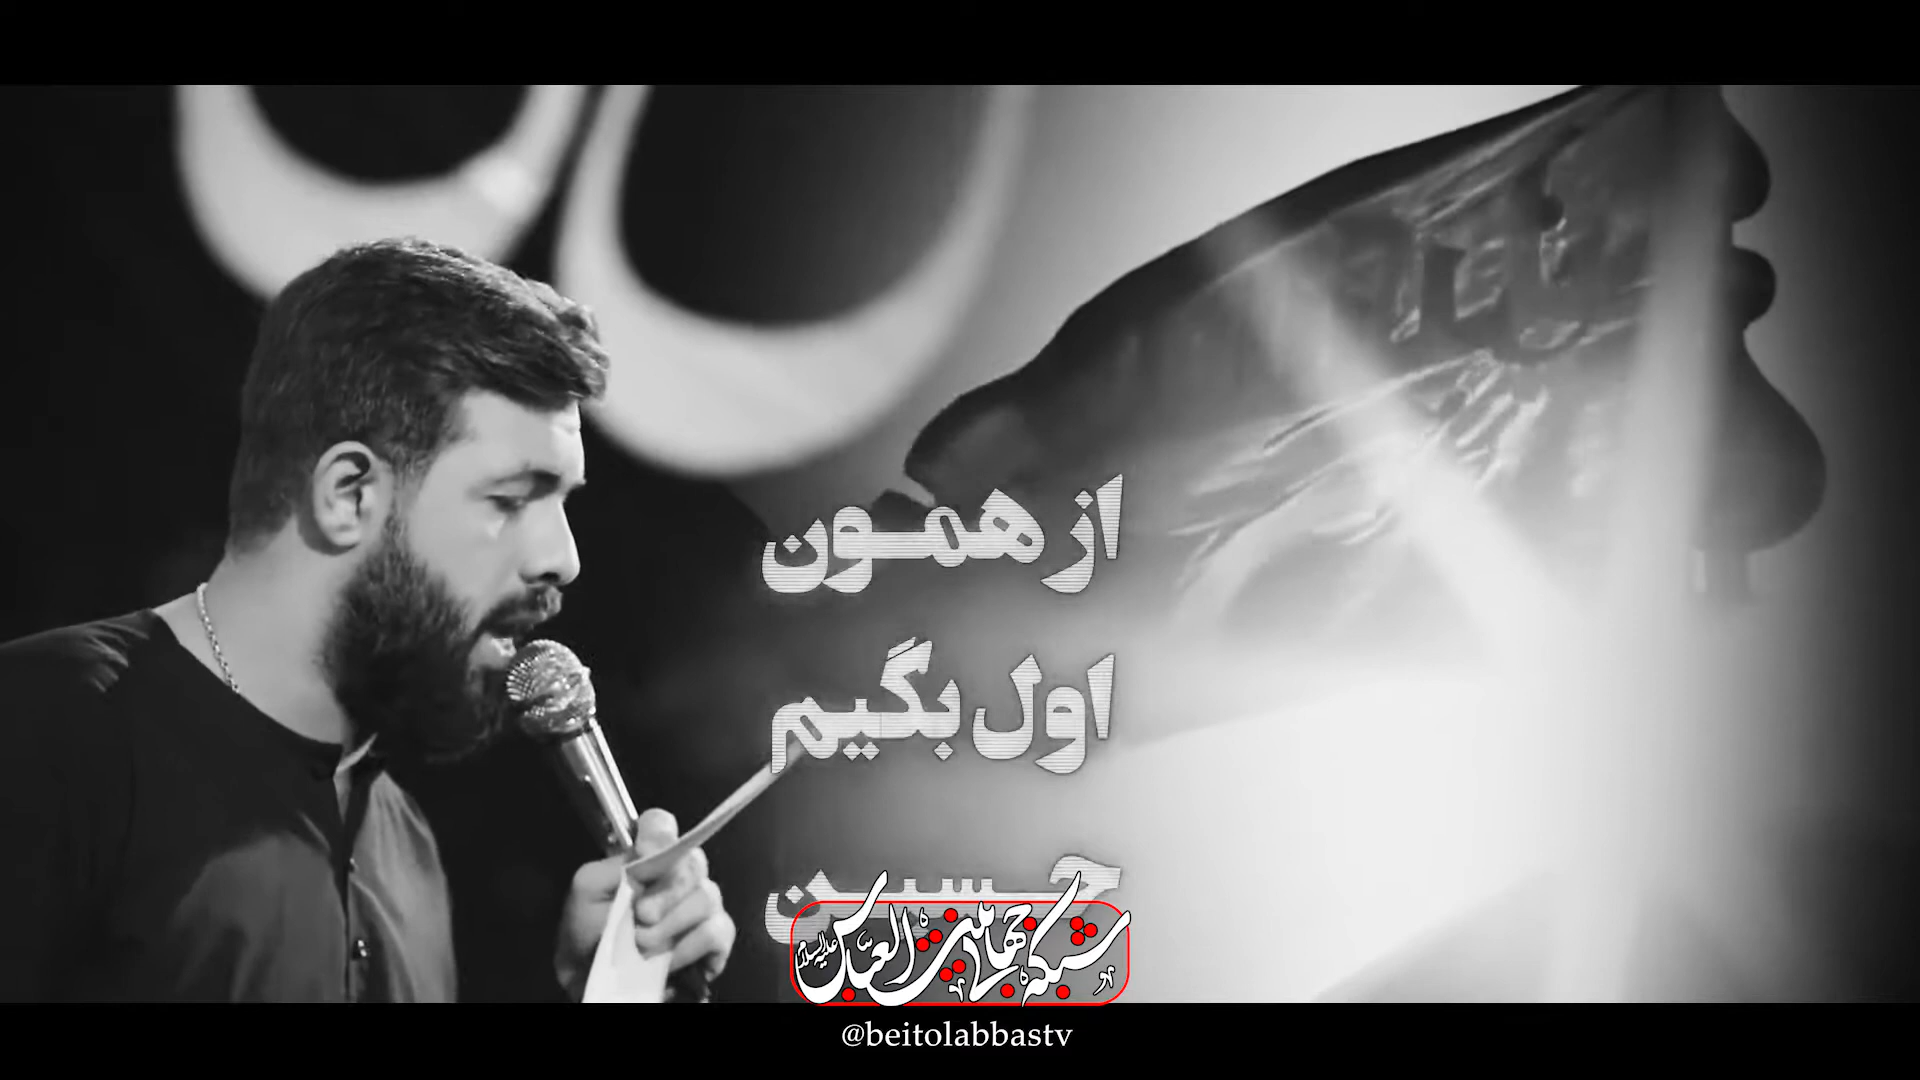 از همون
اول بگیم
حسین
شبکه جهانی بیت العباس علیه السلام
@beitolabbastv